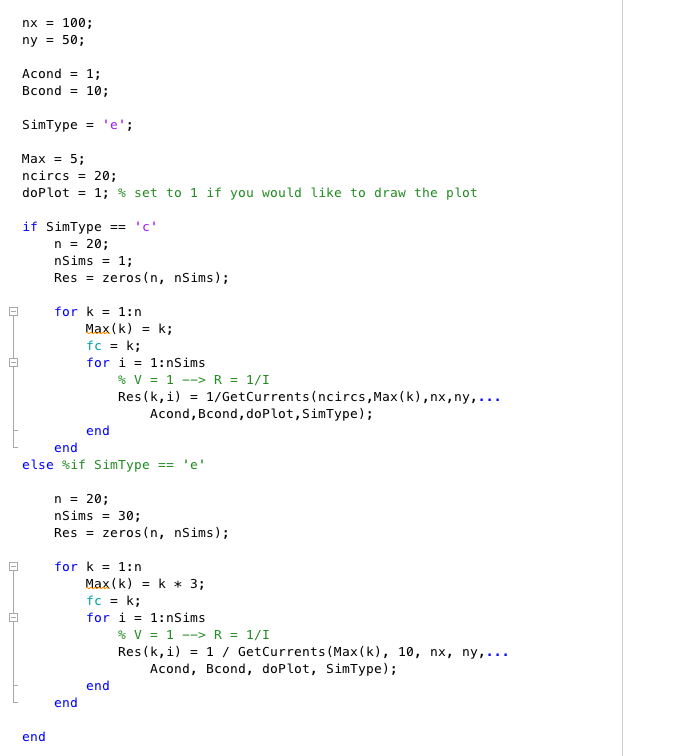 nx = 100;
ny = 50;
Acond = 1;
Bcond = 10;
SimType = 'e';
Max = 5;
ncircs = 20;
doPlot = 1; % set to 1 if you would like to draw the plot
if SimType == 'c'
    n = 20;
    nSims = 1;
    Res = zeros(n, nSims);
    for k = 1:n
        Max(k) = k;
        fc = k;
        for i = 1:nSims
            % V = 1 --> R = 1/I
            Res(k,i) = 1/GetCurrents(ncircs,Max(k),nx,ny,...
                Acond,Bcond,doPlot,SimType);
        end
    end
else %if SimType == 'e'
    n = 20;
    nSims = 30;
    Res = zeros(n, nSims);
    for k = 1:n
        Max(k) = k * 3;
        fc = k;
        for i = 1:nSims
            % V = 1 --> R = 1/I
            Res(k,i) = 1 / GetCurrents(Max(k), 10, nx, ny,...
                Acond, Bcond, doPlot, SimType);
        end
    end
end